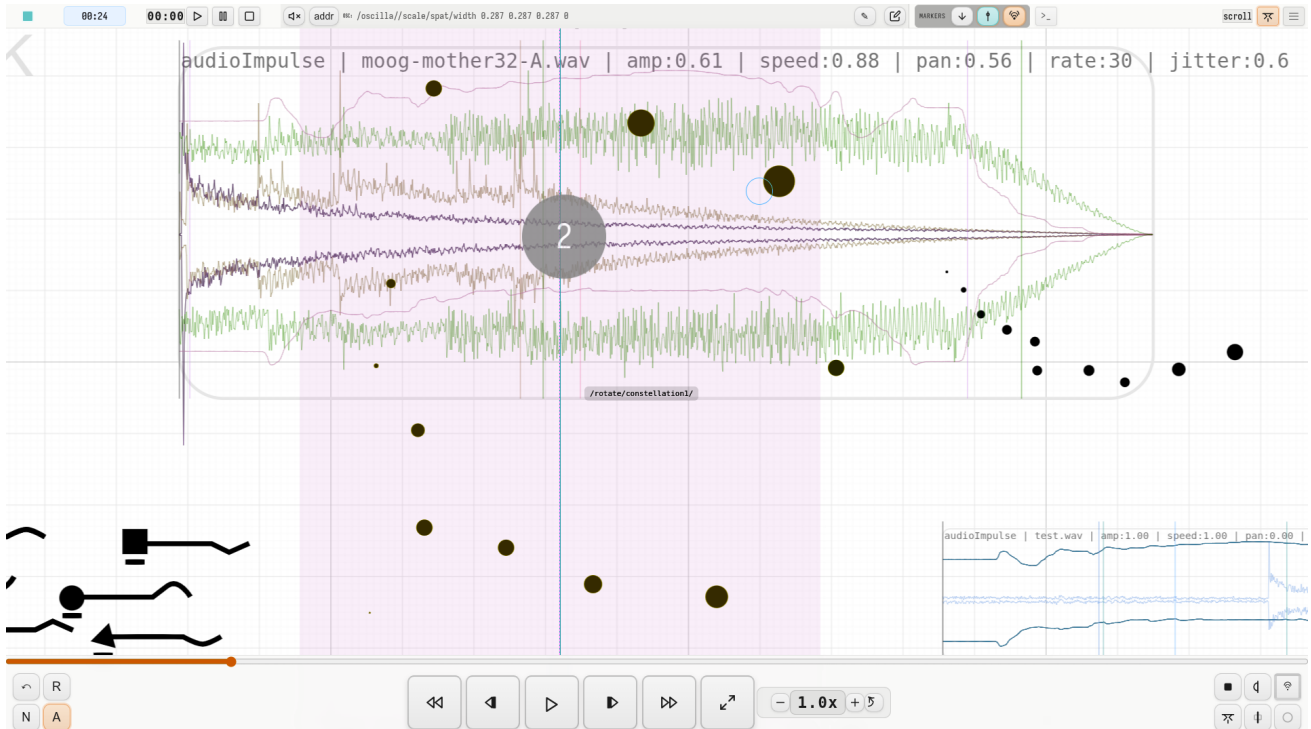 00:24
00:00
addr
OSC: /oscilla//scale/spat/width 0.287 0.287 0.287 0
MARKERS
>_
scroll
K
audioImpulse | moog-mother32-A.wav | amp:0.61 | speed:0.88 | pan:0.56 | rate:30 | jitter:0.6
2
/rotate/constellation1/
audioImpulse | test.wav | amp:1.00 | speed:1.00 | pan:0.00 |
R
N
A
1.0x